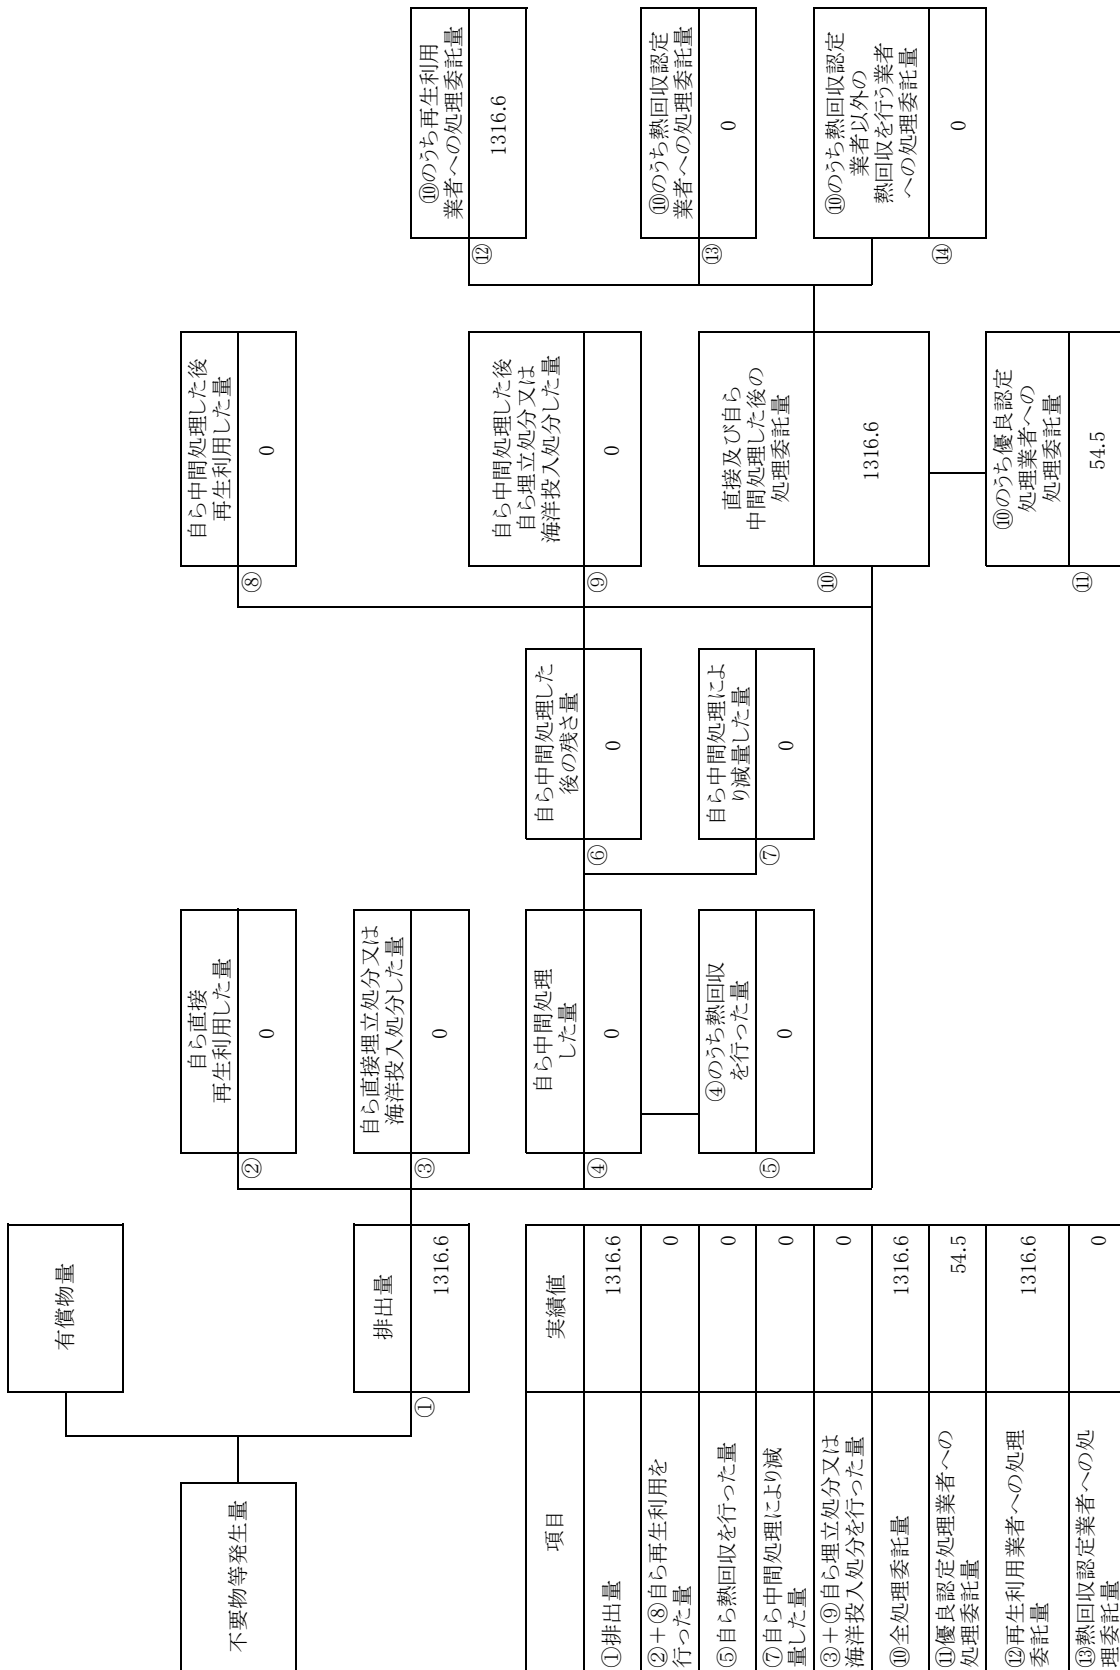 有償物量
不要物等発生量
排出量
①
1316.6
自ら直接
再生利用した量
②
0
自ら直接埋立処分又は
海洋投入処分した量
③
0
自ら中間処理
した量
④
0
④のうち熱回収
を行った量
⑤
0
自ら中間処理した
後の残さ量
⑥
0
自ら中間処理によ
り減量した量
⑦
0
自ら中間処理した後
再生利用した量
⑧
0
自ら中間処理した後
自ら埋立処分又は
海洋投入処分した量
⑨
0
直接及び自ら
中間処理した後の
処理委託量
⑩
1316.6
⑩のうち優良認定
処理業者への
処理委託量
⑪
54.5
⑩のうち再生利用
業者への処理委託量
⑫
1316.6
⑩のうち熱回収認定
業者への処理委託量
⑬
0
⑩のうち熱回収認定
業者以外の
熱回収を行う業者
への処理委託量
⑭
0
項目
実績値
①排出量
1316.6
②+⑧自ら再生利用を
行った量
0
⑤自ら熱回収を行った量
0
⑦自ら中間処理により減
量した量
0
③+⑨自ら埋立処分又は
海洋投入処分を行った量
0
⑩全処理委託量
1316.6
⑪優良認定処理業者への
処理委託量
54.5
⑫再生利用業者への処理
委託量
1316.6
⑬熱回収認定業者への処
理委託量
0